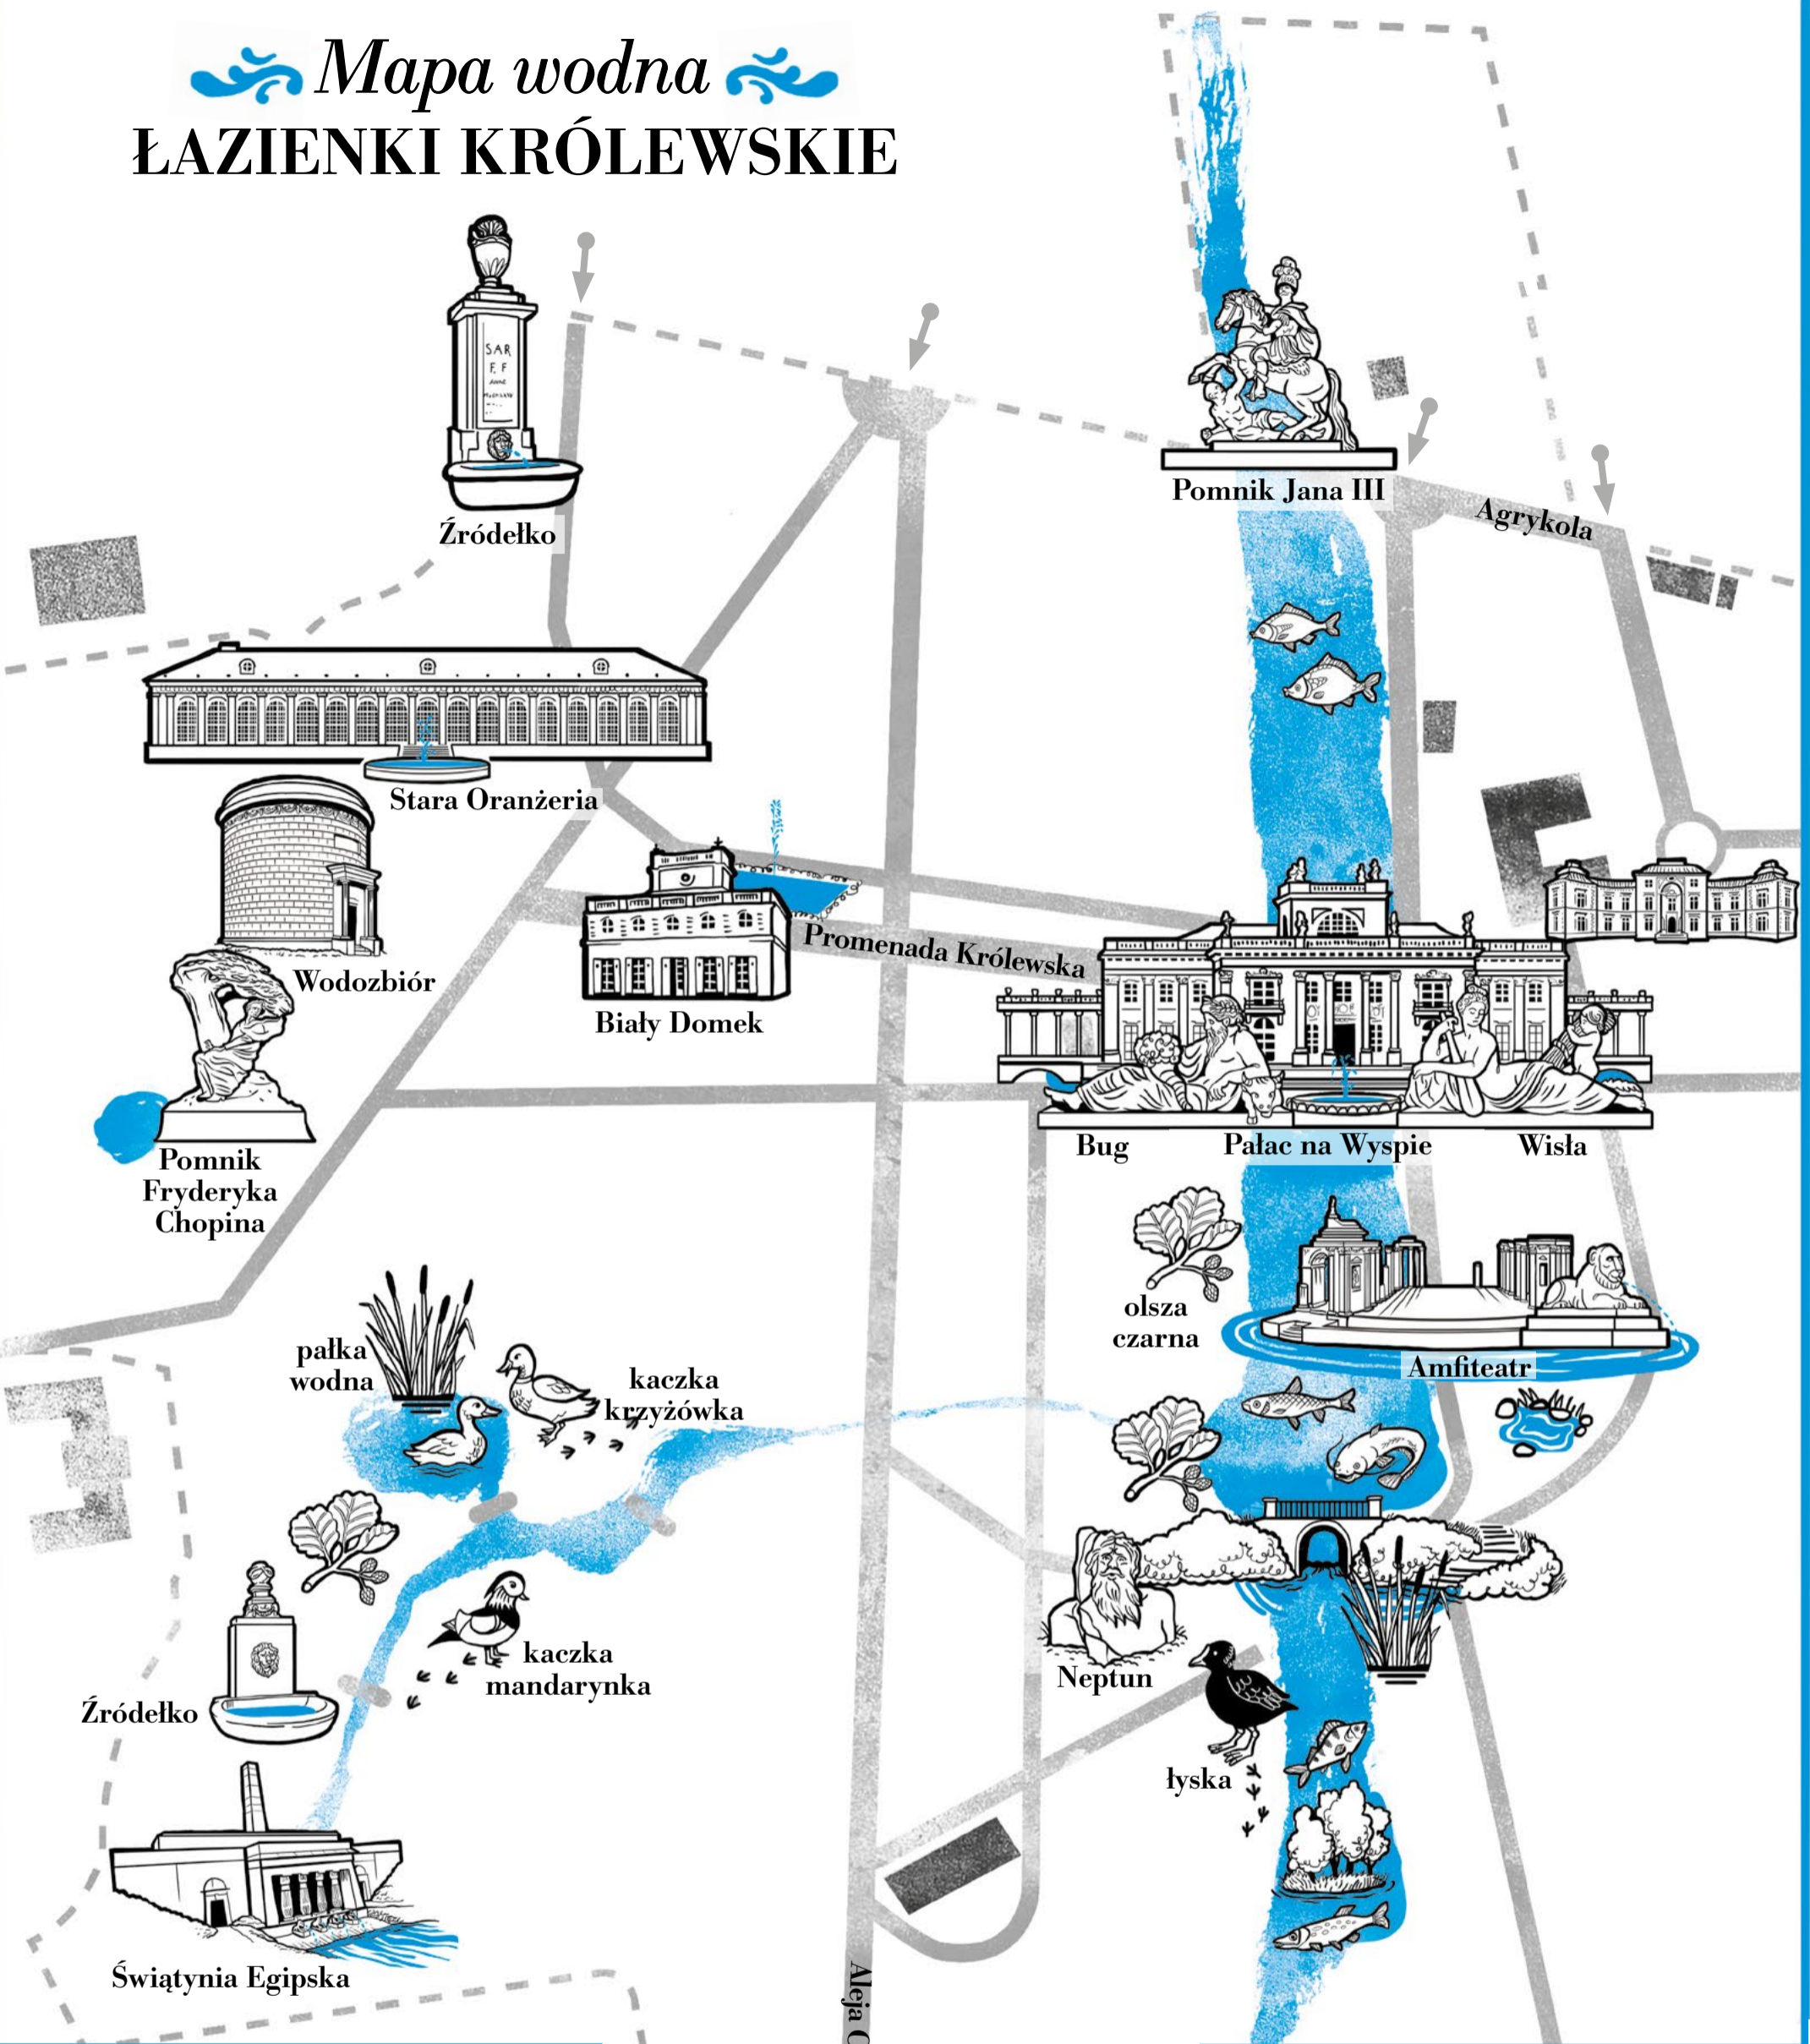 Mapa wodna
ŁAZIENKI KRÓLEWSKIE
SAR
F. F
Źródełko
Pomnik Jana III
Agrykola
Stara Oranżeria
Wodozbiór
Biały Domek
Promenada Królewska
Bug
Pałac na Wyspie
Wisła
Pomnik
Fryderyka
Chopina
olsza
czarna
Amfiteatr
pałka
wodna
kaczka
krzyżówka
kaczka
mandarynka
Neptun
Źródełko
łyska
Świątynia Egipska
Aleja